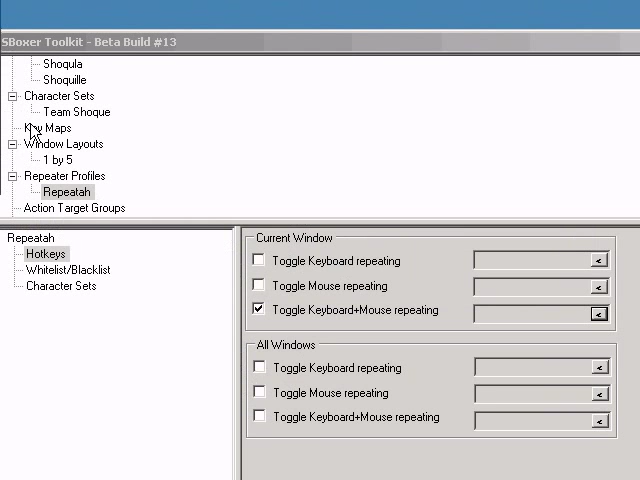 SBoxer Toolkit - Beta Build #13
Shoqula
Shoquille
Character Sets
Team Shoque
Key Maps
Window Layouts
1 by 5
Repeater Profiles
Repeatah
Action Target Groups
Repeatah
Hotkeys
Whitelist/Blacklist
Character Sets
Current Window
Toggle Keyboard repeating <
Toggle Mouse repeating <
Toggle Keyboard+Mouse repeating <
All Windows
Toggle Keyboard repeating <
Toggle Mouse repeating <
Toggle Keyboard+Mouse repeating <